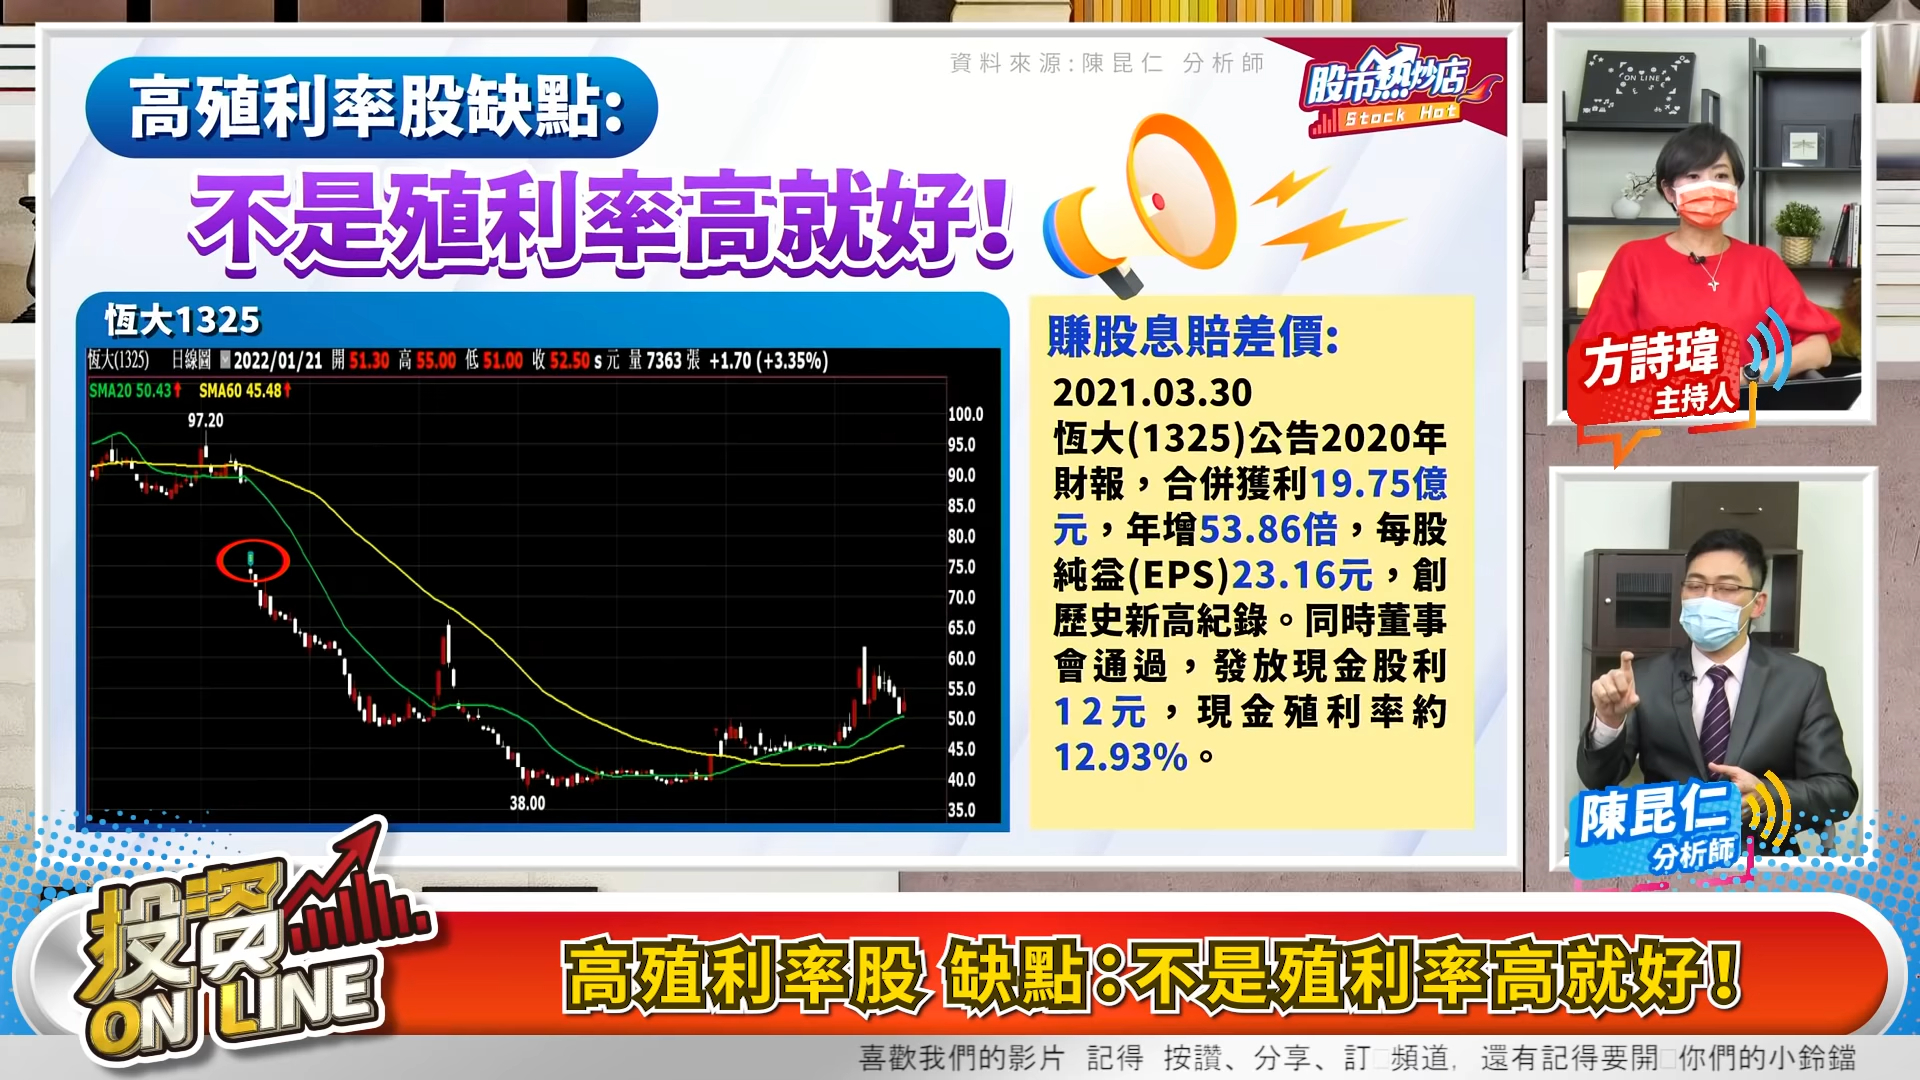 資料來源:陳昆仁 分析師
股市熱炒店
Stock Hot
ON LINE
高殖利率股缺點:
不是殖利率高就好!
恆大1325
恆大(1325) 日線圖 2022/01/21 開 51.30 高 55.00 低 51.00 收 52.50 s元 量 7363 張 +1.70 (+3.35%)
SMA20 50.43↑ SMA60 45.48↑
97.20
38.00
100.0
95.0
90.0
85.0
80.0
75.0
70.0
65.0
60.0
55.0
50.0
45.0
40.0
35.0
賺股息賠差價:
2021.03.30
恆大(1325)公告2020年
財報，合併獲利19.75億
元，年增53.86倍，每股
純益(EPS)23.16元，創
歷史新高紀錄。同時董事
會通過，發放現金股利
12元，現金殖利率約
12.93%。
方詩瑋
主持人
陳昆仁
分析師
投資
ON LINE
高殖利率股 缺點:不是殖利率高就好!
喜歡我們的影片 記得 按讚、分享、訂□頻道, 還有記得要開□你們的小鈴鐺